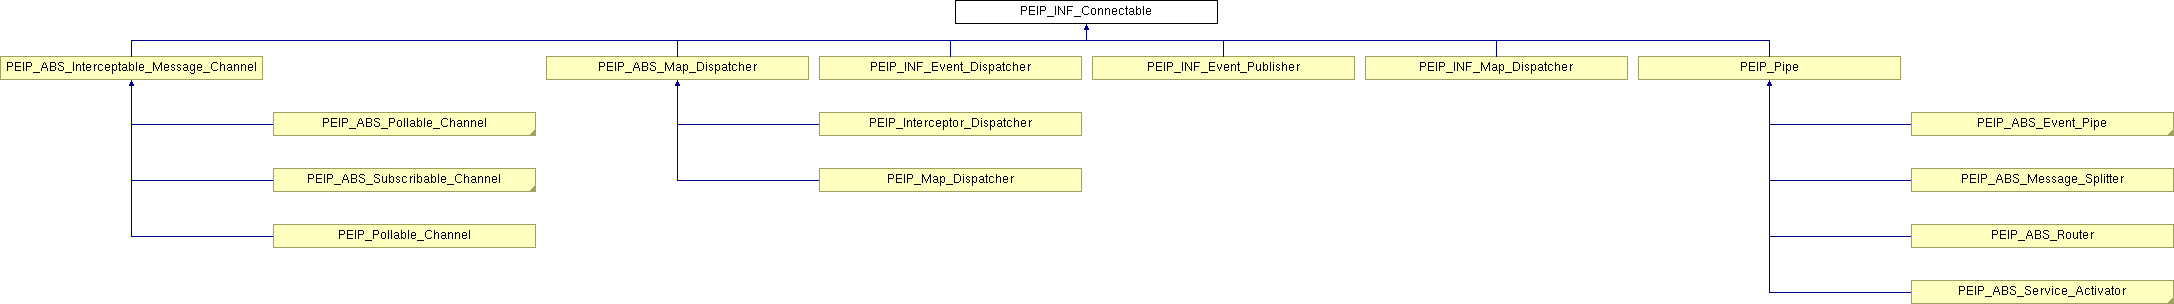 PEIP_INF_Connectable
PEIP_ABS_Interceptable_Message_Channel
PEIP_ABS_Map_Dispatcher
PEIP_INF_Event_Dispatcher
PEIP_INF_Event_Publisher
PEIP_INF_Map_Dispatcher
PEIP_Pipe
PEIP_ABS_Pollable_Channel
PEIP_Interceptor_Dispatcher
PEIP_ABS_Event_Pipe
PEIP_ABS_Subscribable_Channel
PEIP_Map_Dispatcher
PEIP_ABS_Message_Splitter
PEIP_Pollable_Channel
PEIP_ABS_Router
PEIP_ABS_Service_Activator